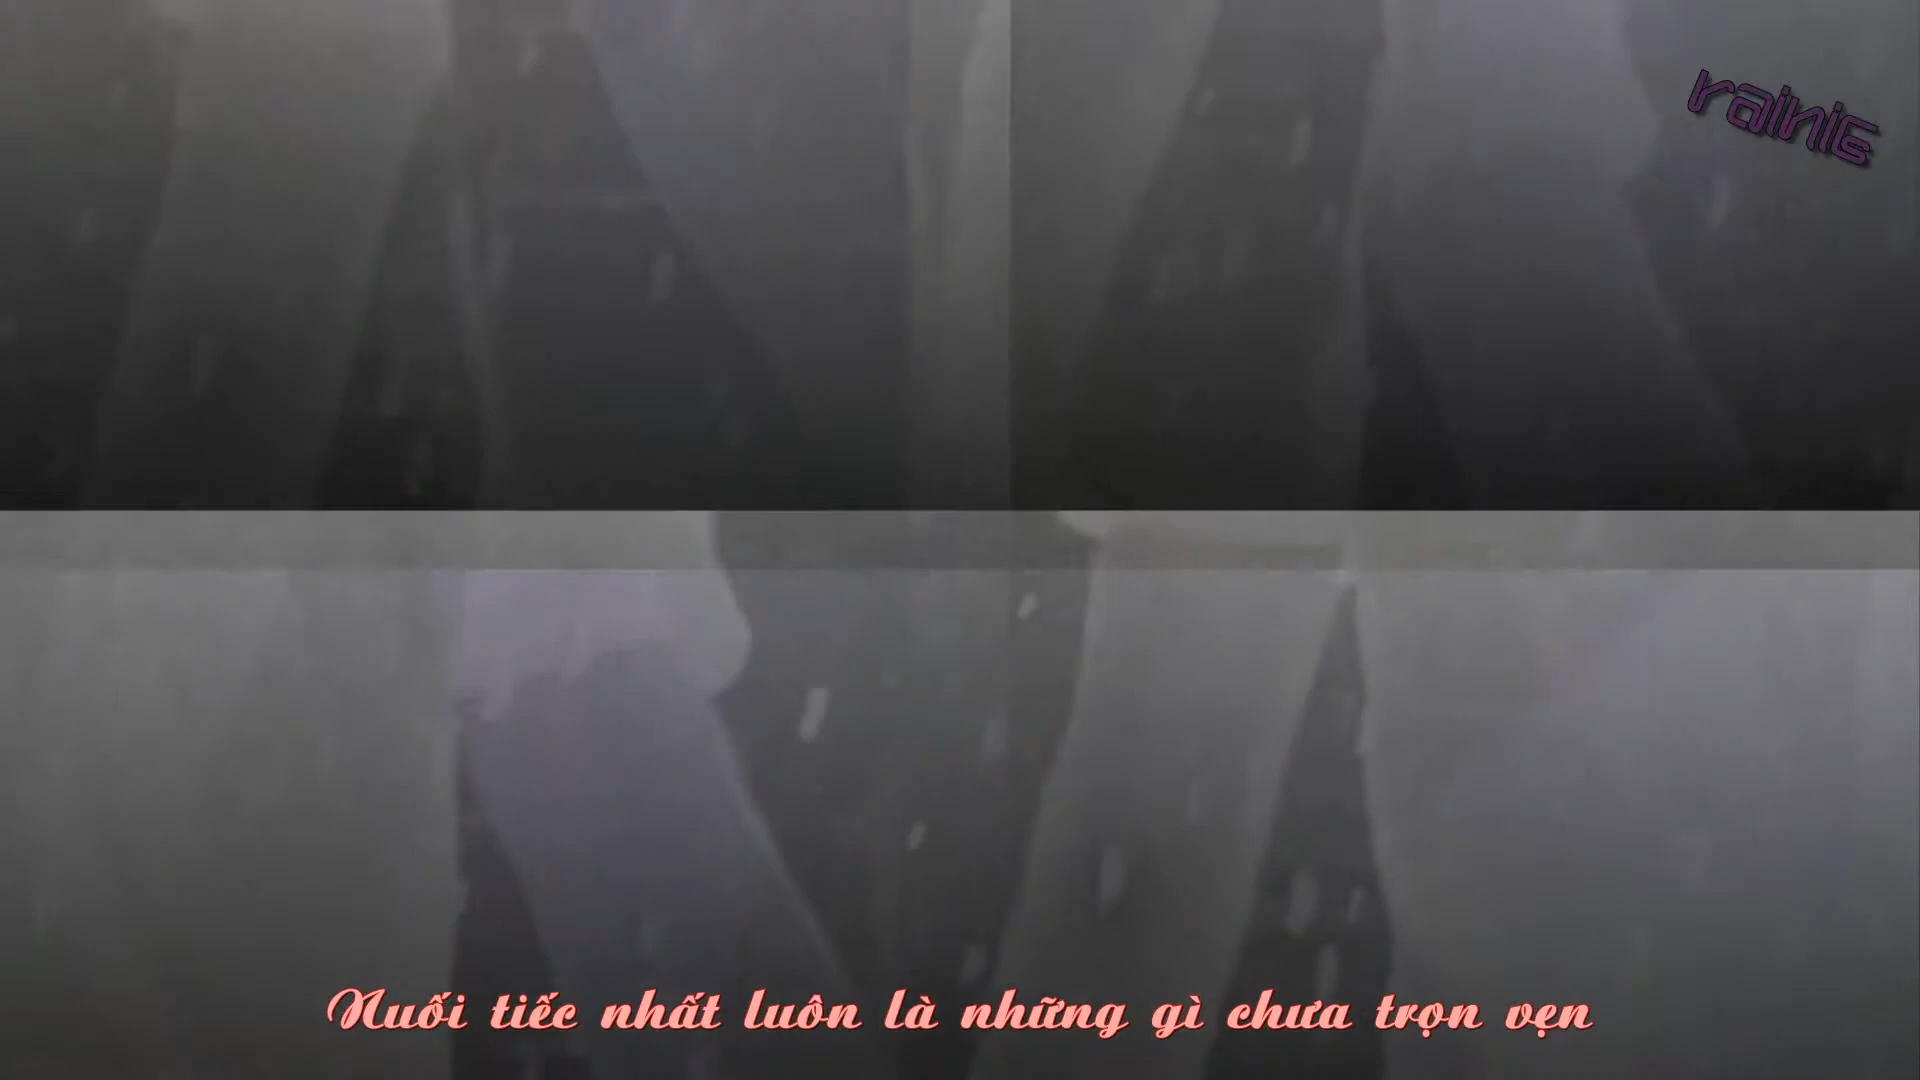 rainie
Nuối tiếc nhất luôn là những gì chưa trọn vẹn